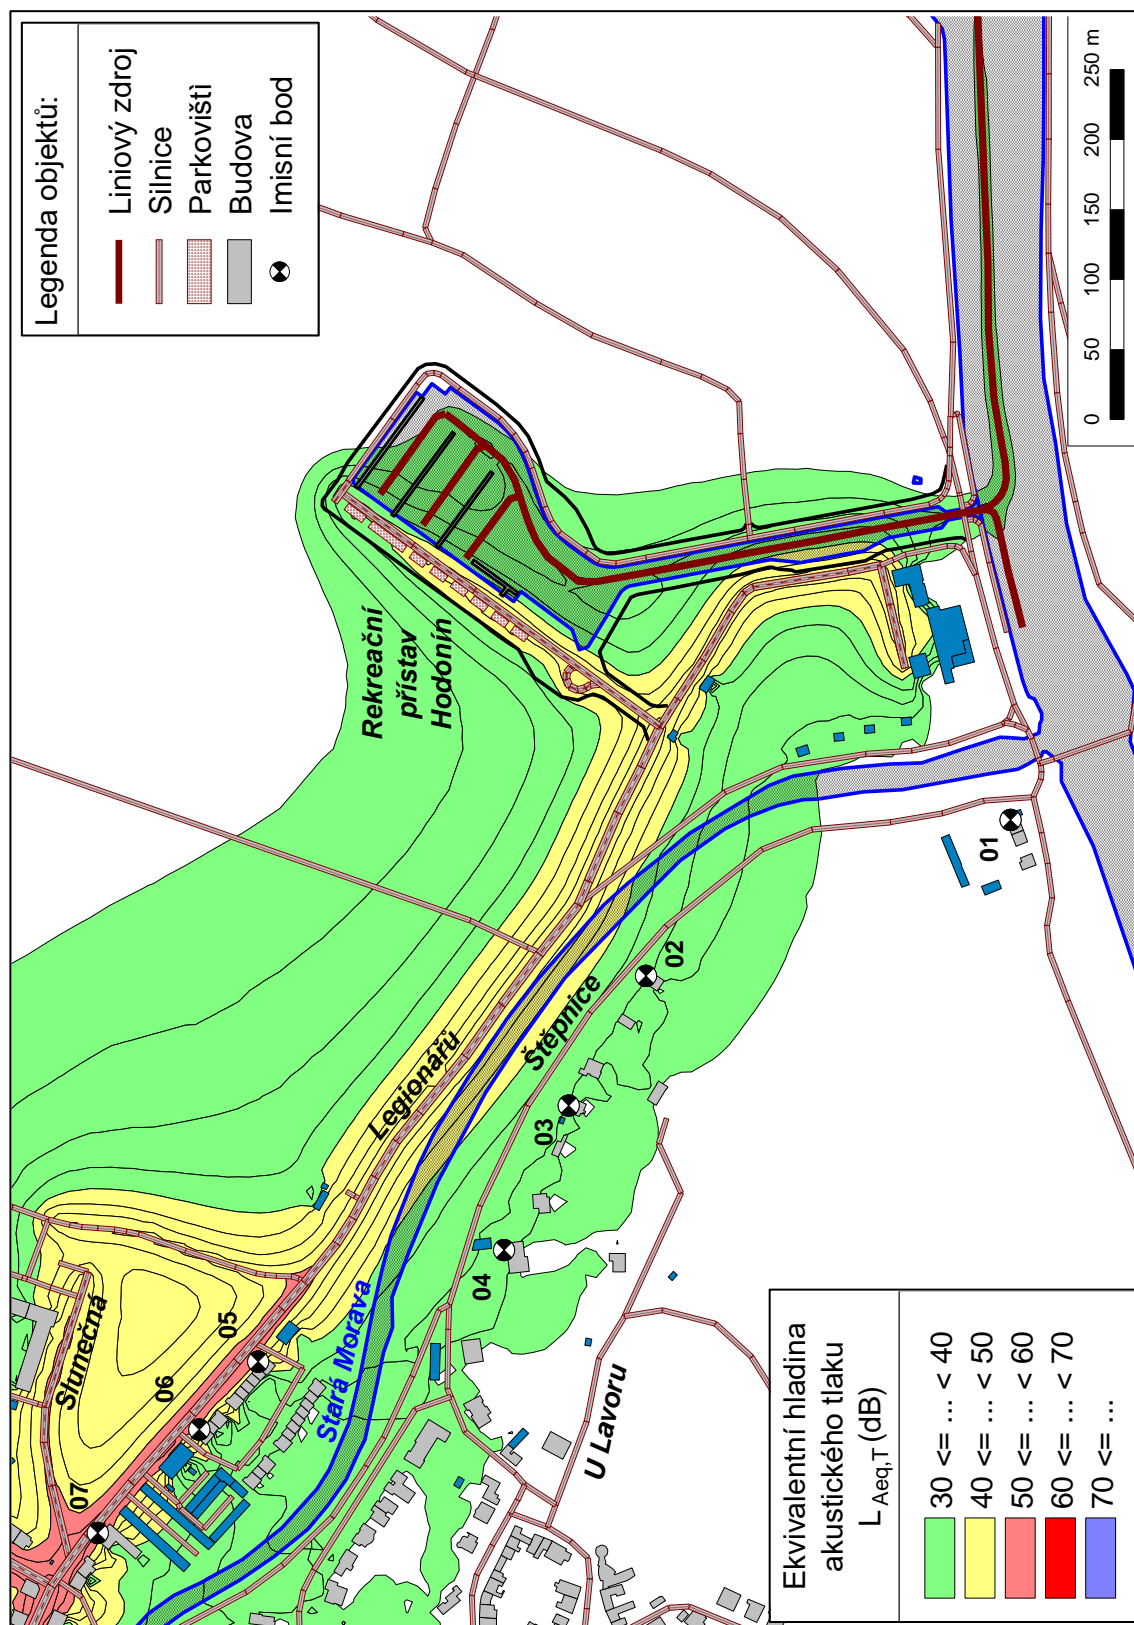 Legenda objektů:
Liniový zdroj
Silnice
Parkoviští
Budova
Imisní bod
Rekreační
přístav
Hodonín
Legionářů
Štěpnice
Stará Morava
Slunečná
U Lavoru
01
02
03
04
05
06
07
0
50
100
150
200
250 m
Ekvivalentní hladina
akustického tlaku
L Aeq,T (dB)
30 <= ... < 40
40 <= ... < 50
50 <= ... < 60
60 <= ... < 70
70 <= ...